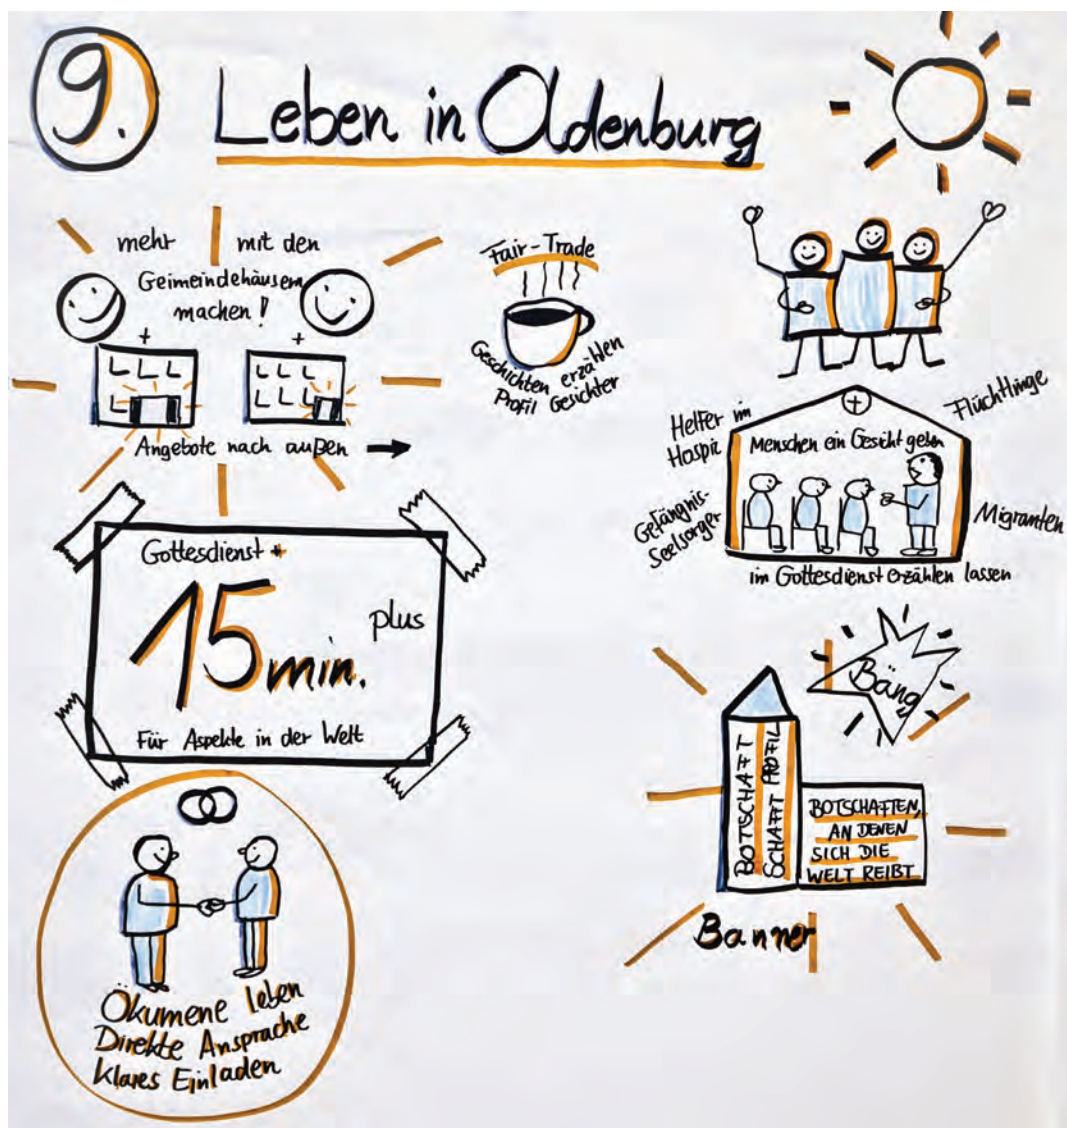 9.
Leben in Oldenburg
mehr mit den
Geimeindehäusern
machen!
Angebote nach außen
Fair-Trade
Geschichten erzählen
Profil Gesichter
Helfer im
Hospiz
Flüchtlinge
Menschen ein Gesicht geben
Gefängnis-
Seelsorger
Migranten
im Gottesdienst erzählen lassen
Gottesdienst +
15 min. plus
Für Aspekte in der Welt
Bäng
BOTSCHAFT
SCHAFFT PROFIL
BOTSCHAFTEN,
AN DENEN
SICH DIE
WELT REIBT
Banner
Ökumene leben
Direkte Ansprache
Klares Einladen